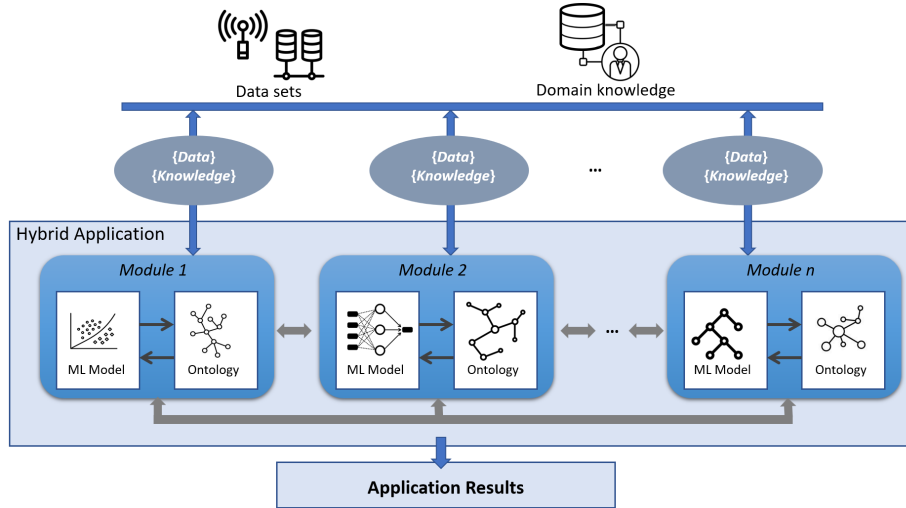 Data sets
Domain knowledge
{Data}
{Knowledge}
{Data}
{Knowledge}
...
{Data}
{Knowledge}
Hybrid Application
Module 1
Module 2
Module n
ML Model
Ontology
ML Model
Ontology
...
ML Model
Ontology
Application Results